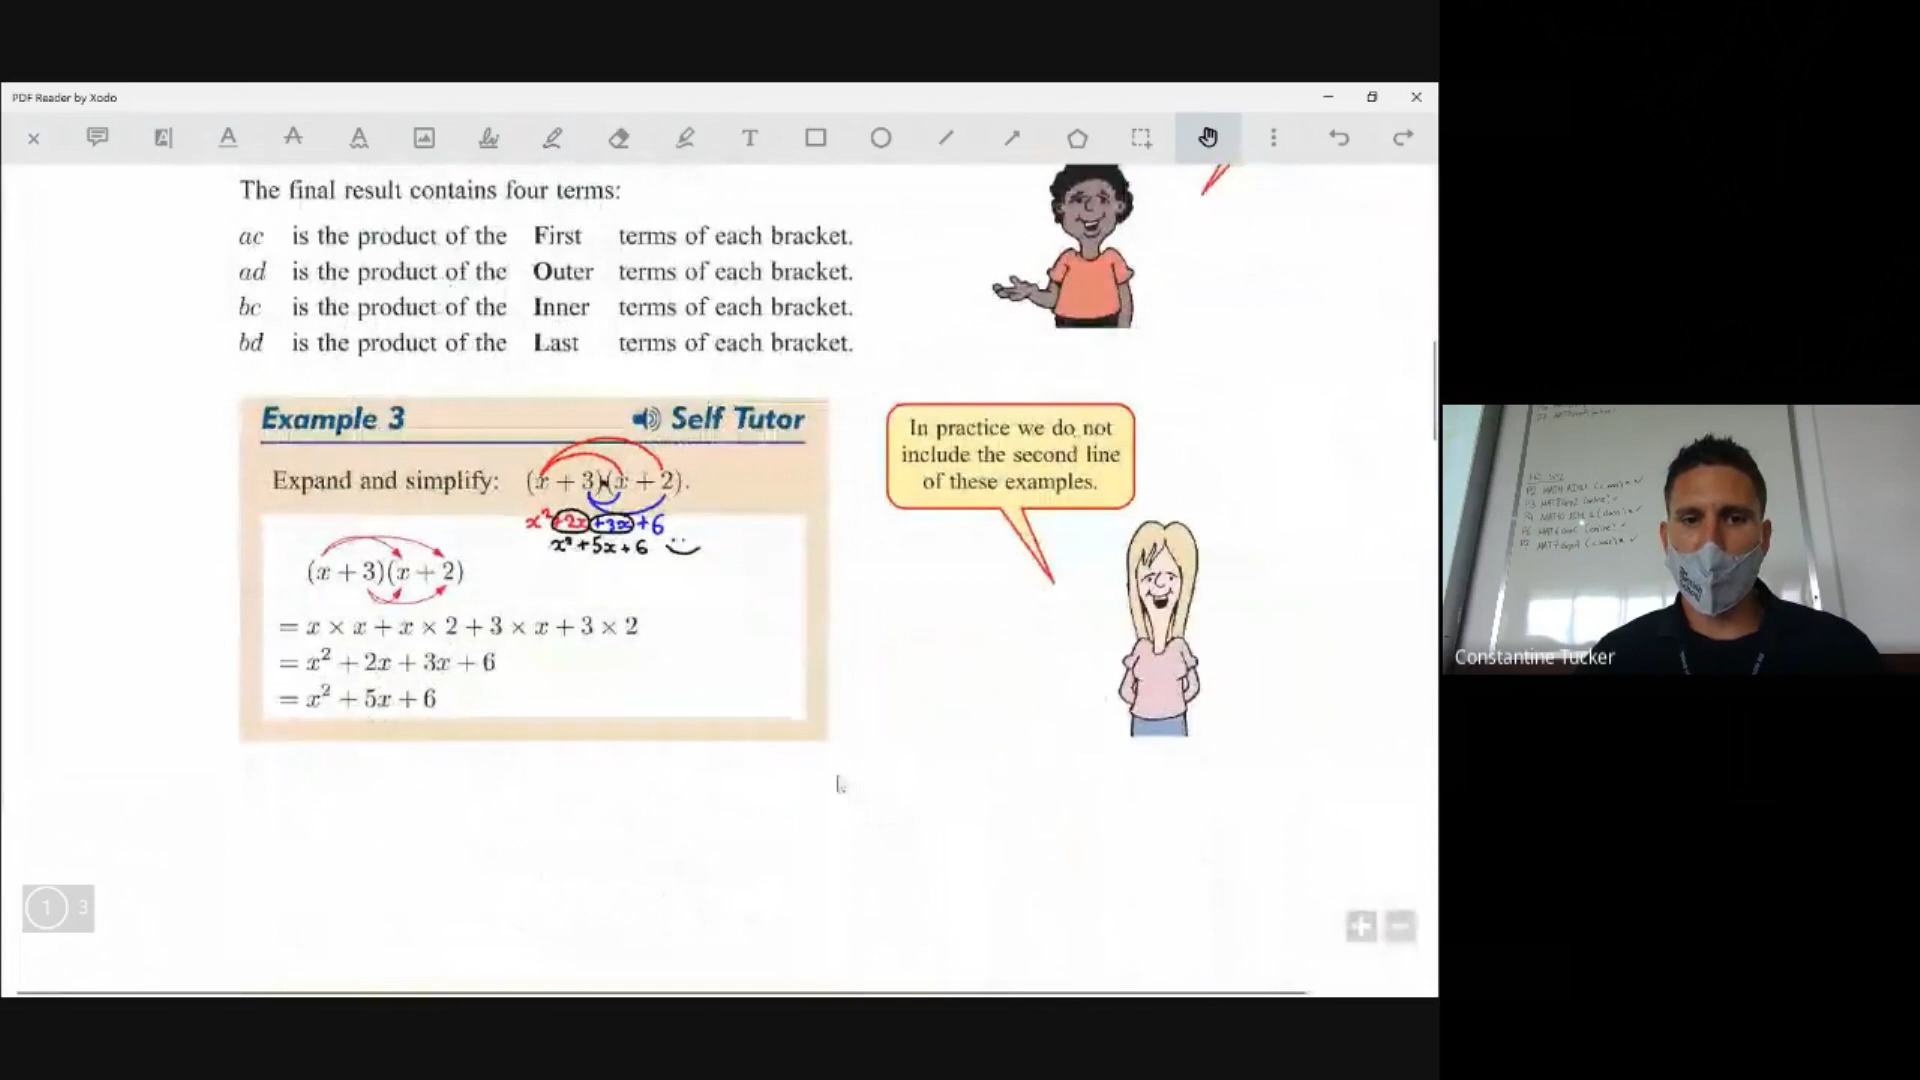 PDF Reader by Xodo
The final result contains four terms:
ac is the product of the First terms of each bracket.
ad is the product of the Outer terms of each bracket.
bc is the product of the Inner terms of each bracket.
bd is the product of the Last terms of each bracket.
Example 3 Self Tutor
Expand and simplify: (x + 3)(x + 2).
x² +2x +3x +6
x² +5x + 6
(x + 3)(x + 2)
= x × x + x × 2 + 3 × x + 3 × 2
= x² + 2x + 3x + 6
= x² + 5x + 6
In practice we do not
include the second line
of these examples.
1 3
Constantine Tucker